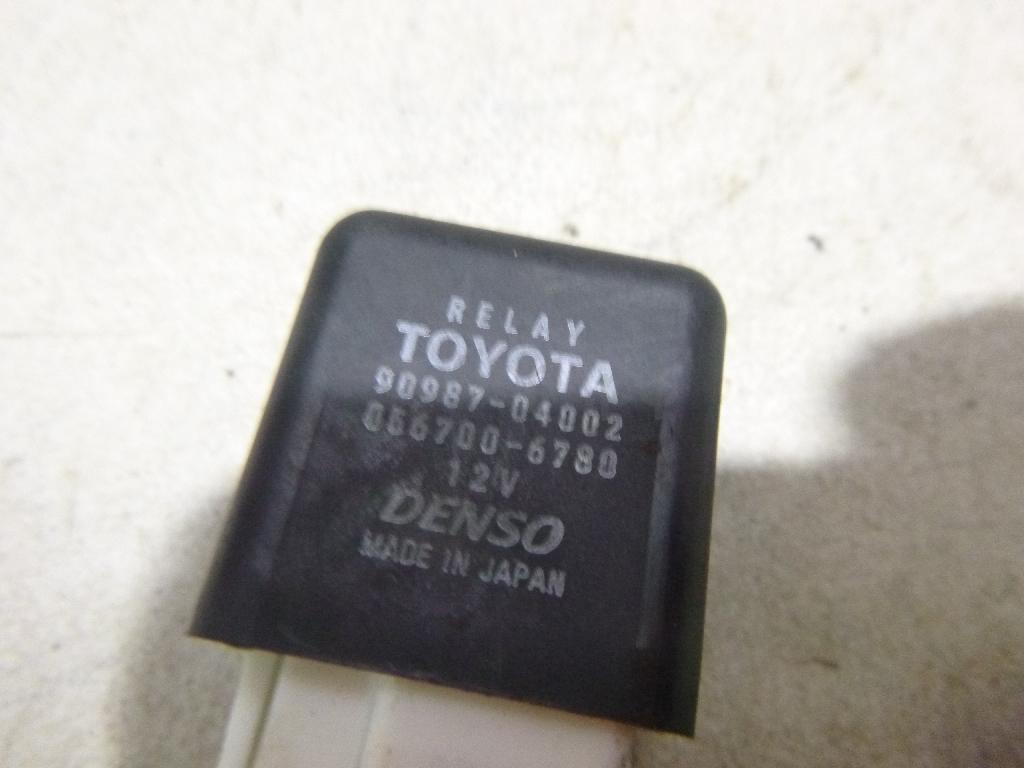 RELAY
TOYOTA
90987-04002
056700-6780
12V
DENSO
MADE IN JAPAN